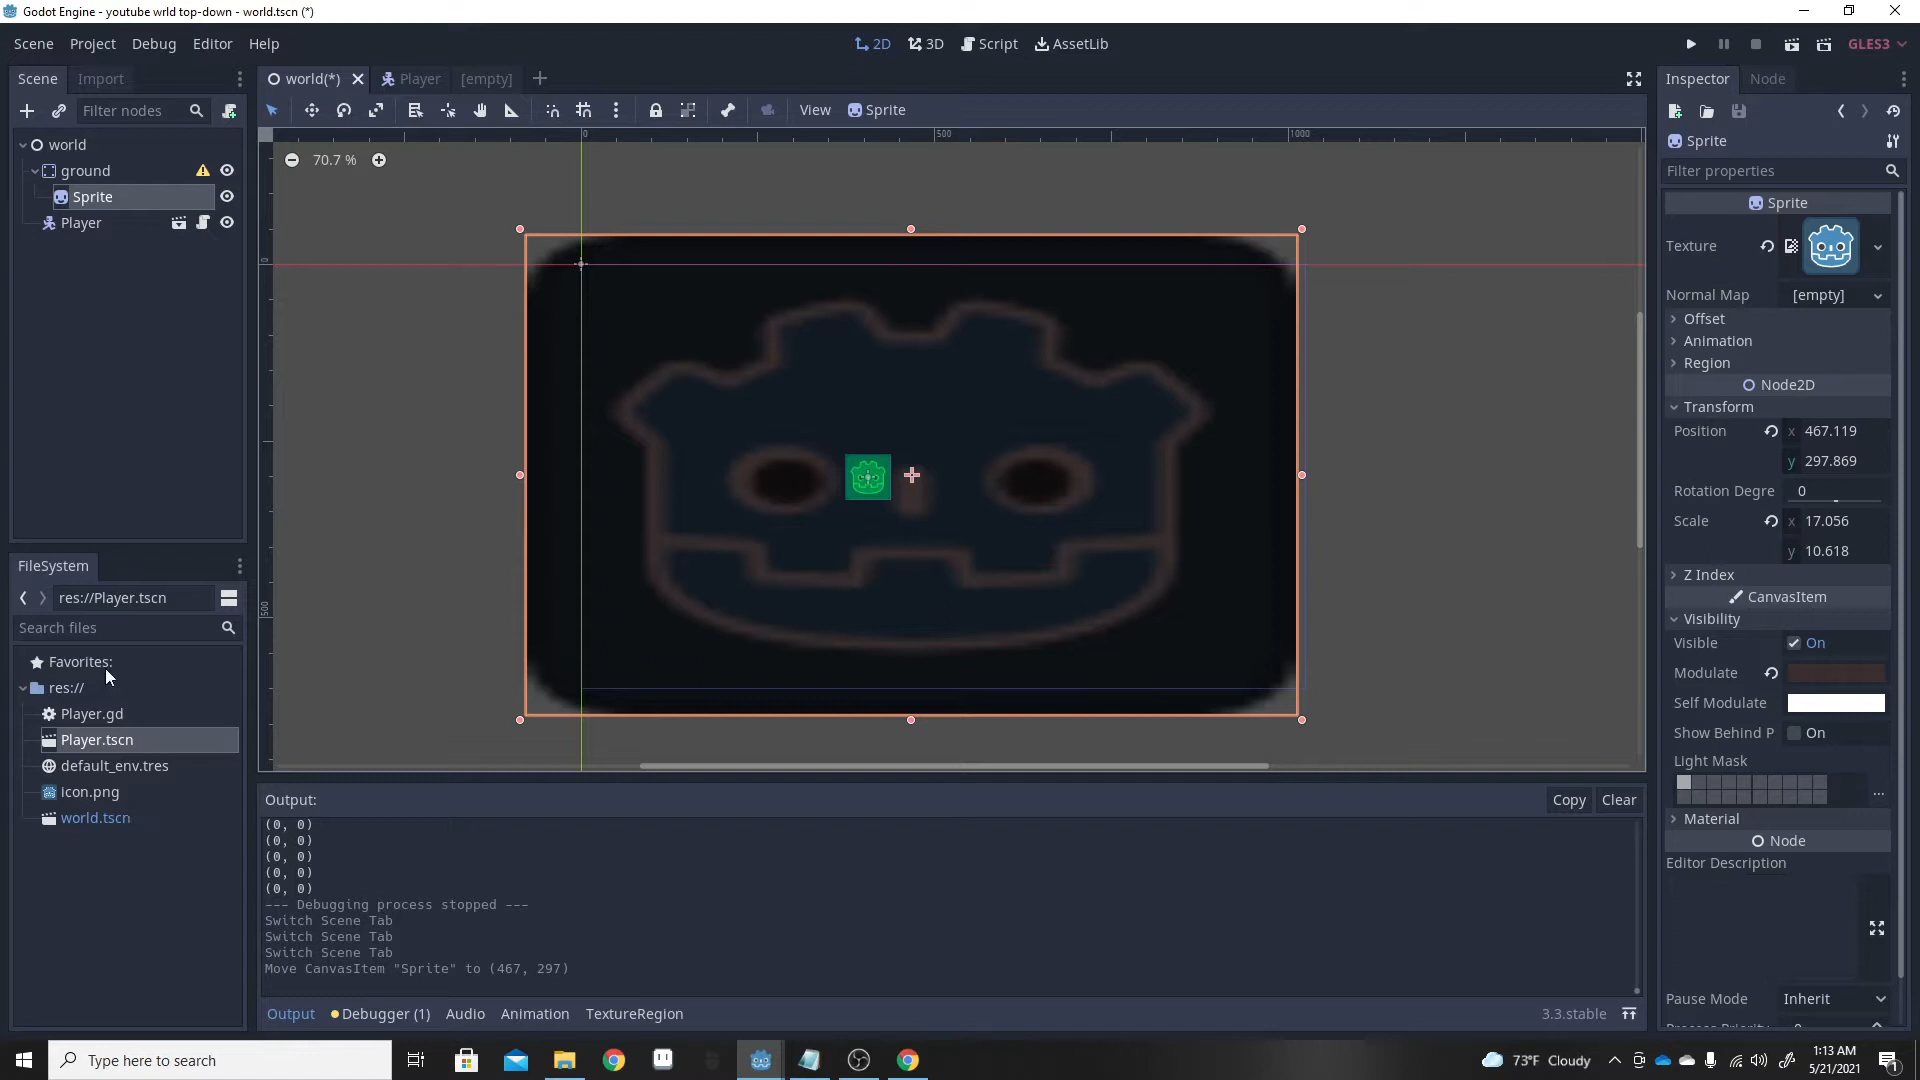 Godot Engine - youtube wrld top-down - world.tscn (*)
Scene Project Debug Editor Help
2D 3D Script AssetLib
GLES3
Scene Import
world(*) Player [empty]
Inspector Node
Filter nodes
View Sprite
world
ground
Sprite
Player
70.7 %
0 500 1000
0
500
Sprite
Filter properties
Sprite
Texture
Normal Map [empty]
Offset
Animation
Region
Node2D
Transform
Position x 467.119
y 297.869
Rotation Degre 0
Scale x 17.056
y 10.618
Z Index
CanvasItem
Visibility
Visible On
Modulate
Self Modulate
Show Behind P On
Light Mask
...
Material
Node
Editor Description
Pause Mode Inherit
FileSystem
res://Player.tscn
Search files
Favorites:
res://
Player.gd
Player.tscn
default_env.tres
icon.png
world.tscn
Output: Copy Clear
(0, 0)
(0, 0)
(0, 0)
(0, 0)
(0, 0)
--- Debugging process stopped ---
Switch Scene Tab
Switch Scene Tab
Switch Scene Tab
Move CanvasItem "Sprite" to (467, 297)
Output Debugger (1) Audio Animation TextureRegion 3.3.stable
Type here to search
73°F Cloudy
1:13 AM
5/21/2021
1